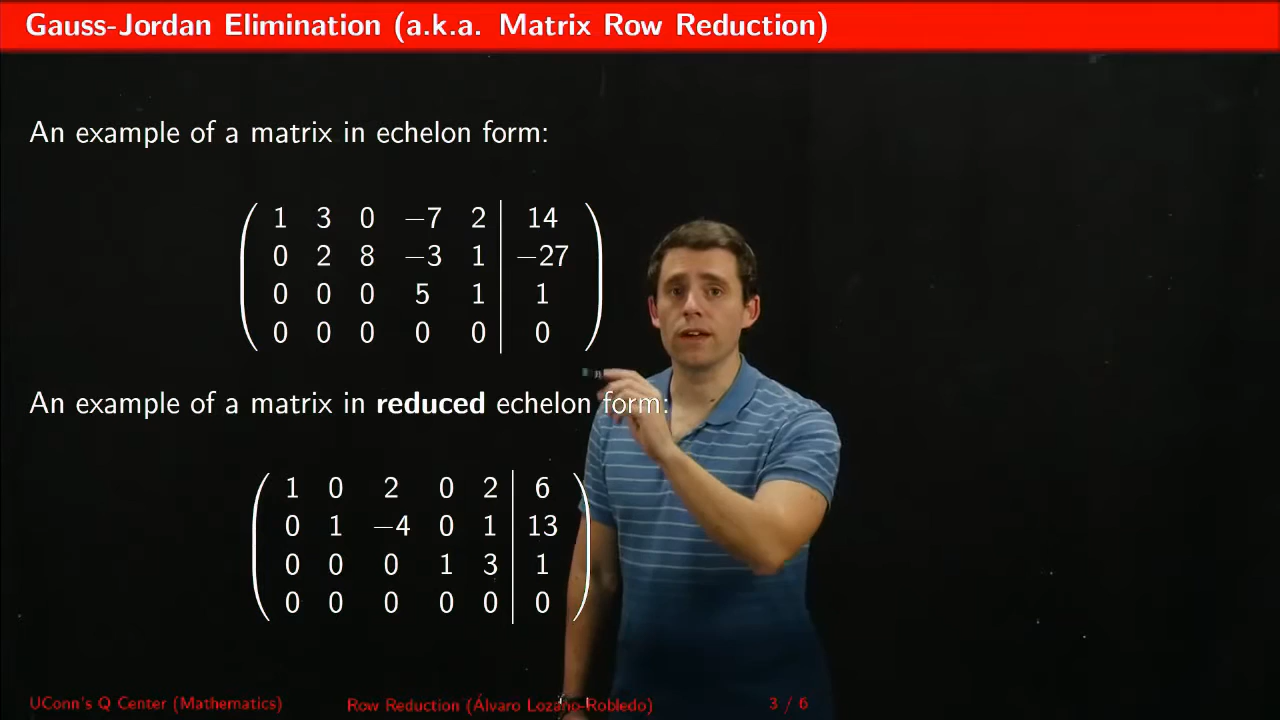 Gauss-Jordan Elimination (a.k.a. Matrix Row Reduction)
An example of a matrix in echelon form:
1 3 0 −7 2 | 14
0 2 8 −3 1 | −27
0 0 0 5 1 | 1
0 0 0 0 0 | 0
An example of a matrix in reduced echelon form:
1 0 2 0 2 | 6
0 1 −4 0 1 | 13
0 0 0 1 3 | 1
0 0 0 0 0 | 0
UConn's Q Center (Mathematics) Row Reduction (Álvaro Lozano-Robledo) 3 / 6